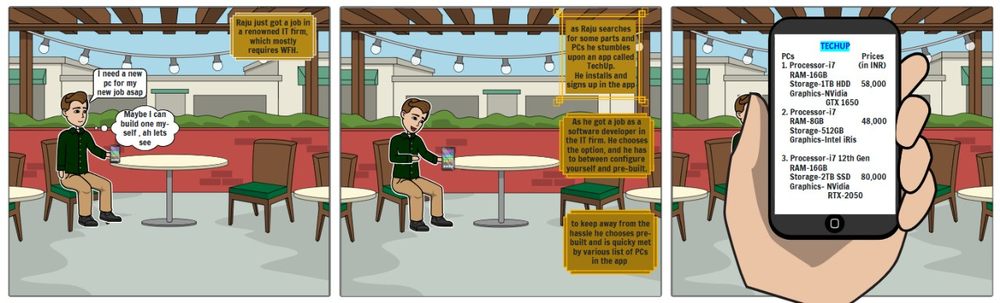 Raju just got a job in
a renowned IT firm,
which mostly
requires WFH.
I need a new
pc for my
new job asap
Maybe I can
build one my-
self , ah lets
see
as Raju searches
for some parts and
PCs he stumbles
upon an app called
TechUp.
He installs and
signs up in the app
As he got a job as a
software developer in
the IT firm. He chooses
the option, and he has
to between configure
yourself and pre-built.
to keep away from the
hassle he chooses pre-
built and is quicky met
by various list of PCs
in the app
TECHUP
PCs Prices
1. Processor-i7 (in INR)
RAM-16GB
Storage-1TB HDD 58,000
Graphics-NVidia
GTX 1650
2. Processor-i7
RAM-8GB 48,000
Storage-512GB
Graphics-Intel iRis
3. Processor-i7 12th Gen
RAM-16GB
Storage-2TB SSD 80,000
Graphics- NVidia
RTX-2050